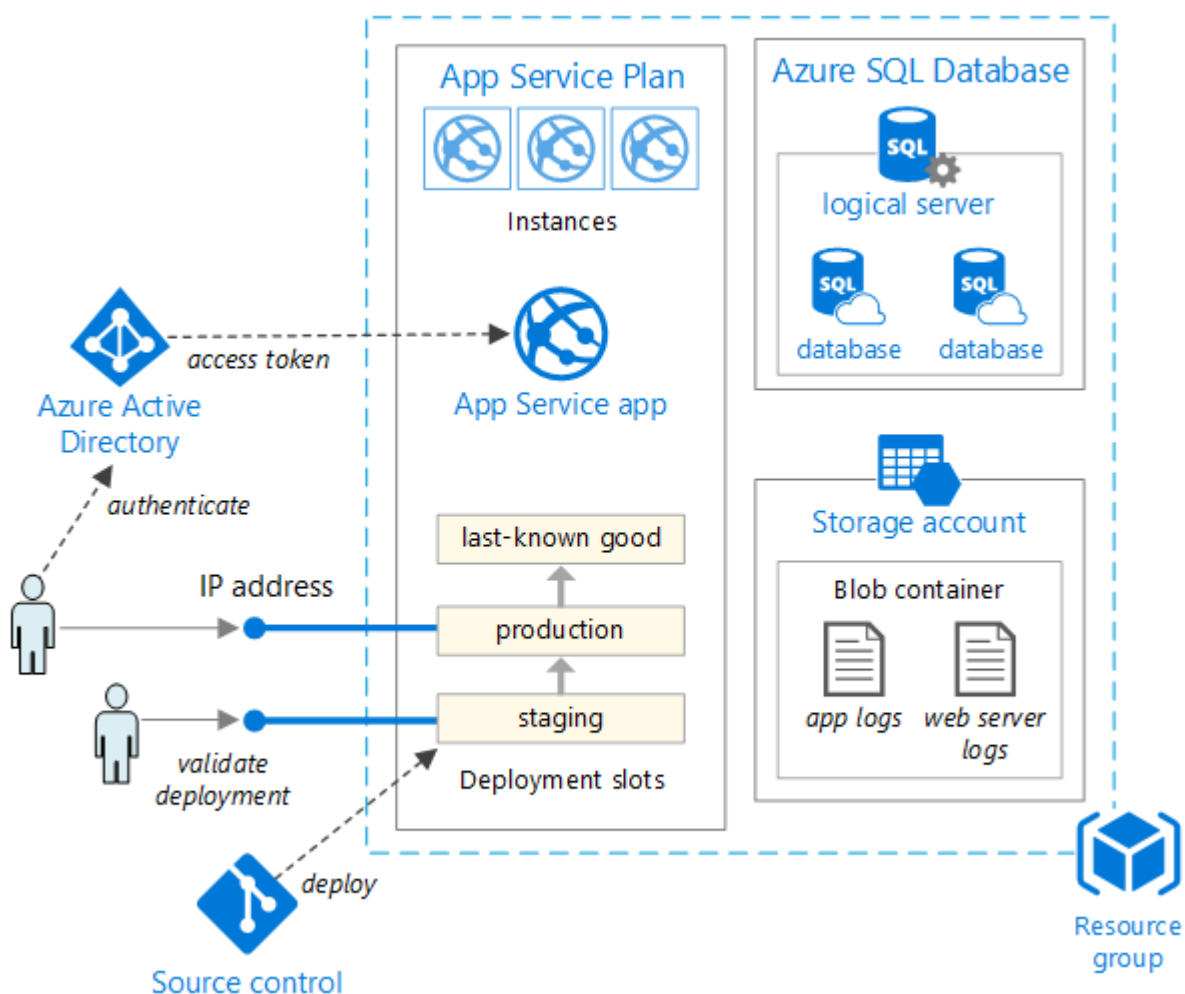 App Service Plan
Instances
App Service app
last-known good
production
staging
Deployment slots
Azure SQL Database
SQL
logical server
SQL
SQL
database
database
Storage account
Blob container
app logs
web server
logs
access token
Azure Active
Directory
authenticate
IP address
validate
deployment
deploy
Source control
Resource
group